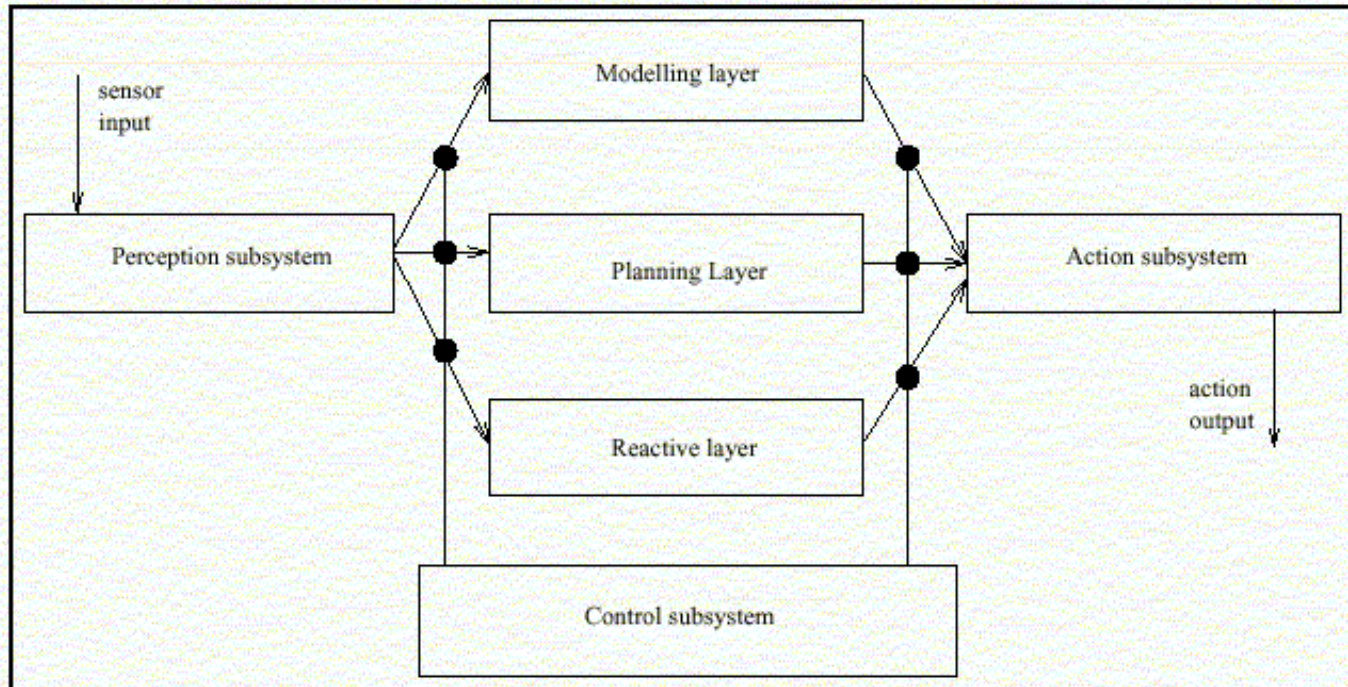 sensor
input
Modelling layer
Perception subsystem
Planning Layer
Action subsystem
Reactive layer
action
output
Control subsystem